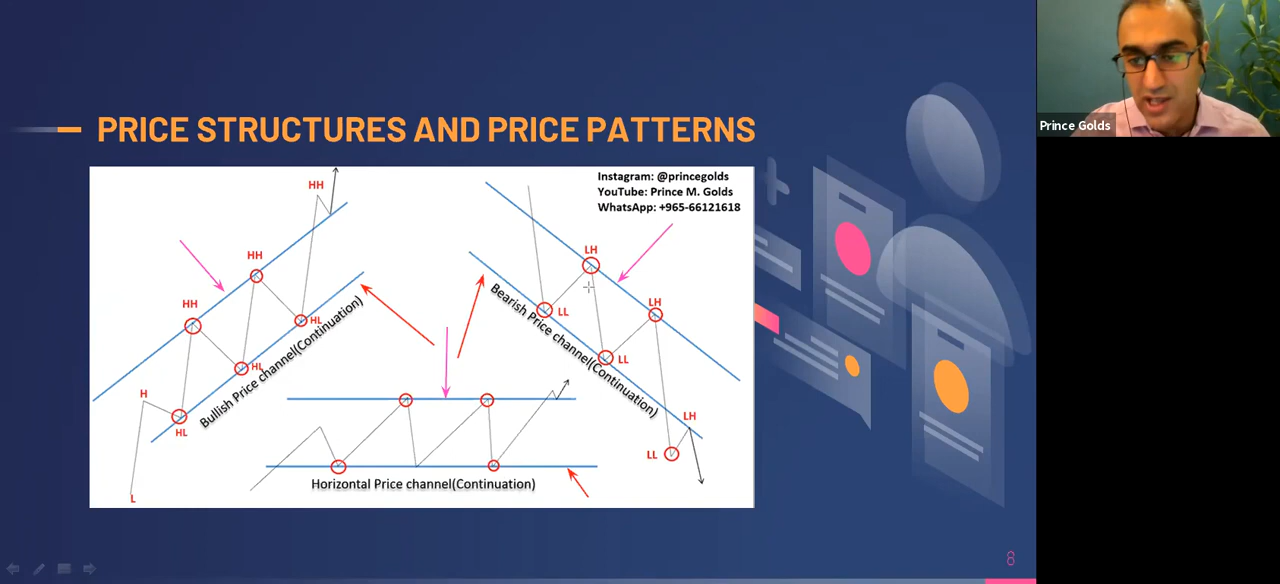 PRICE STRUCTURES AND PRICE PATTERNS
Instagram: @princegolds
YouTube: Prince M. Golds
WhatsApp: +965-66121618
HH
HH
HH
H
HL
HL
HL
L
Bullish Price channel(Continuation)
LH
LH
LL
LL
LH
LL
Bearish Price channel(Continuation)
Horizontal Price channel(Continuation)
8
Prince Golds